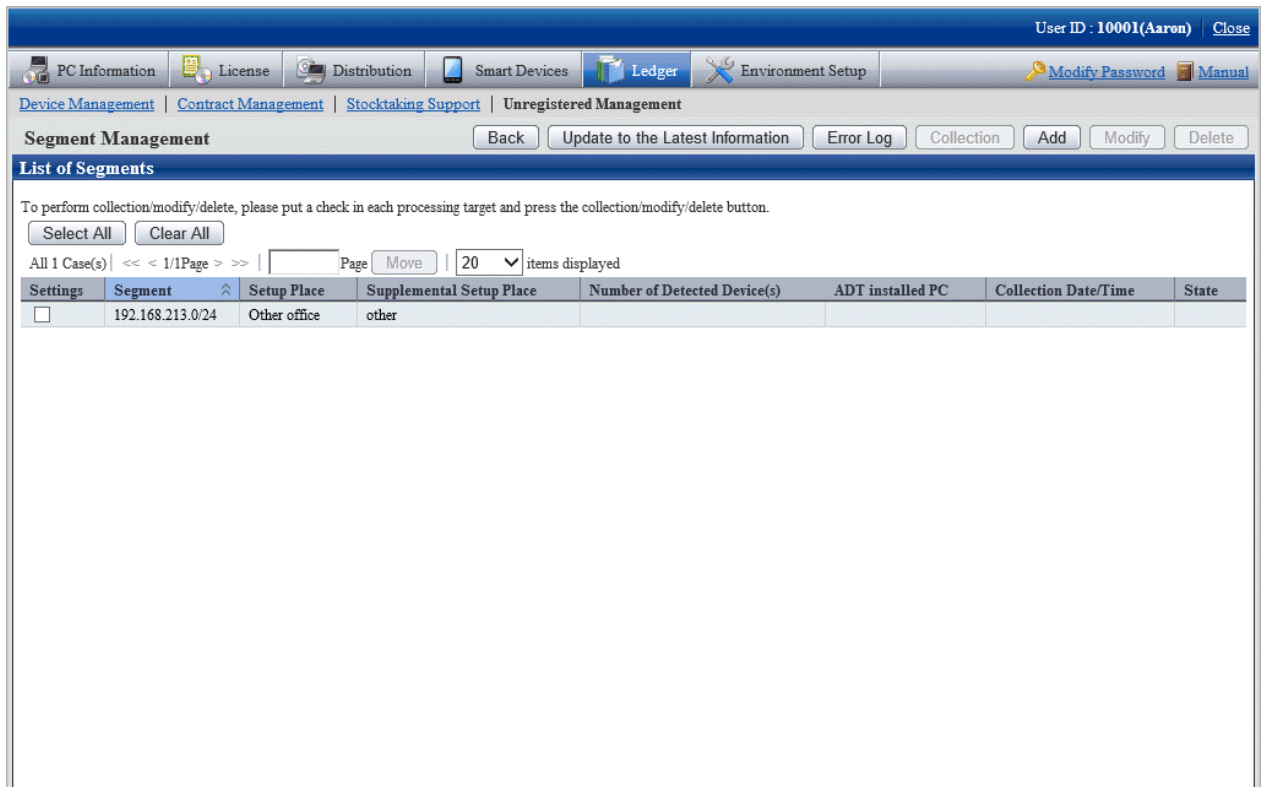 User ID : 10001(Aaron) | Close
PC Information License Distribution Smart Devices Ledger Environment Setup Modify Password Manual
Device Management | Contract Management | Stocktaking Support | Unregistered Management
Segment Management Back Update to the Latest Information Error Log Collection Add Modify Delete
List of Segments
To perform collection/modify/delete, please put a check in each processing target and press the collection/modify/delete button.
Select All Clear All
All 1 Case(s) | << < 1/1Page > >> | Page Move | 20 items displayed
Settings Segment Setup Place Supplemental Setup Place Number of Detected Device(s) ADT installed PC Collection Date/Time State
192.168.213.0/24 Other office other